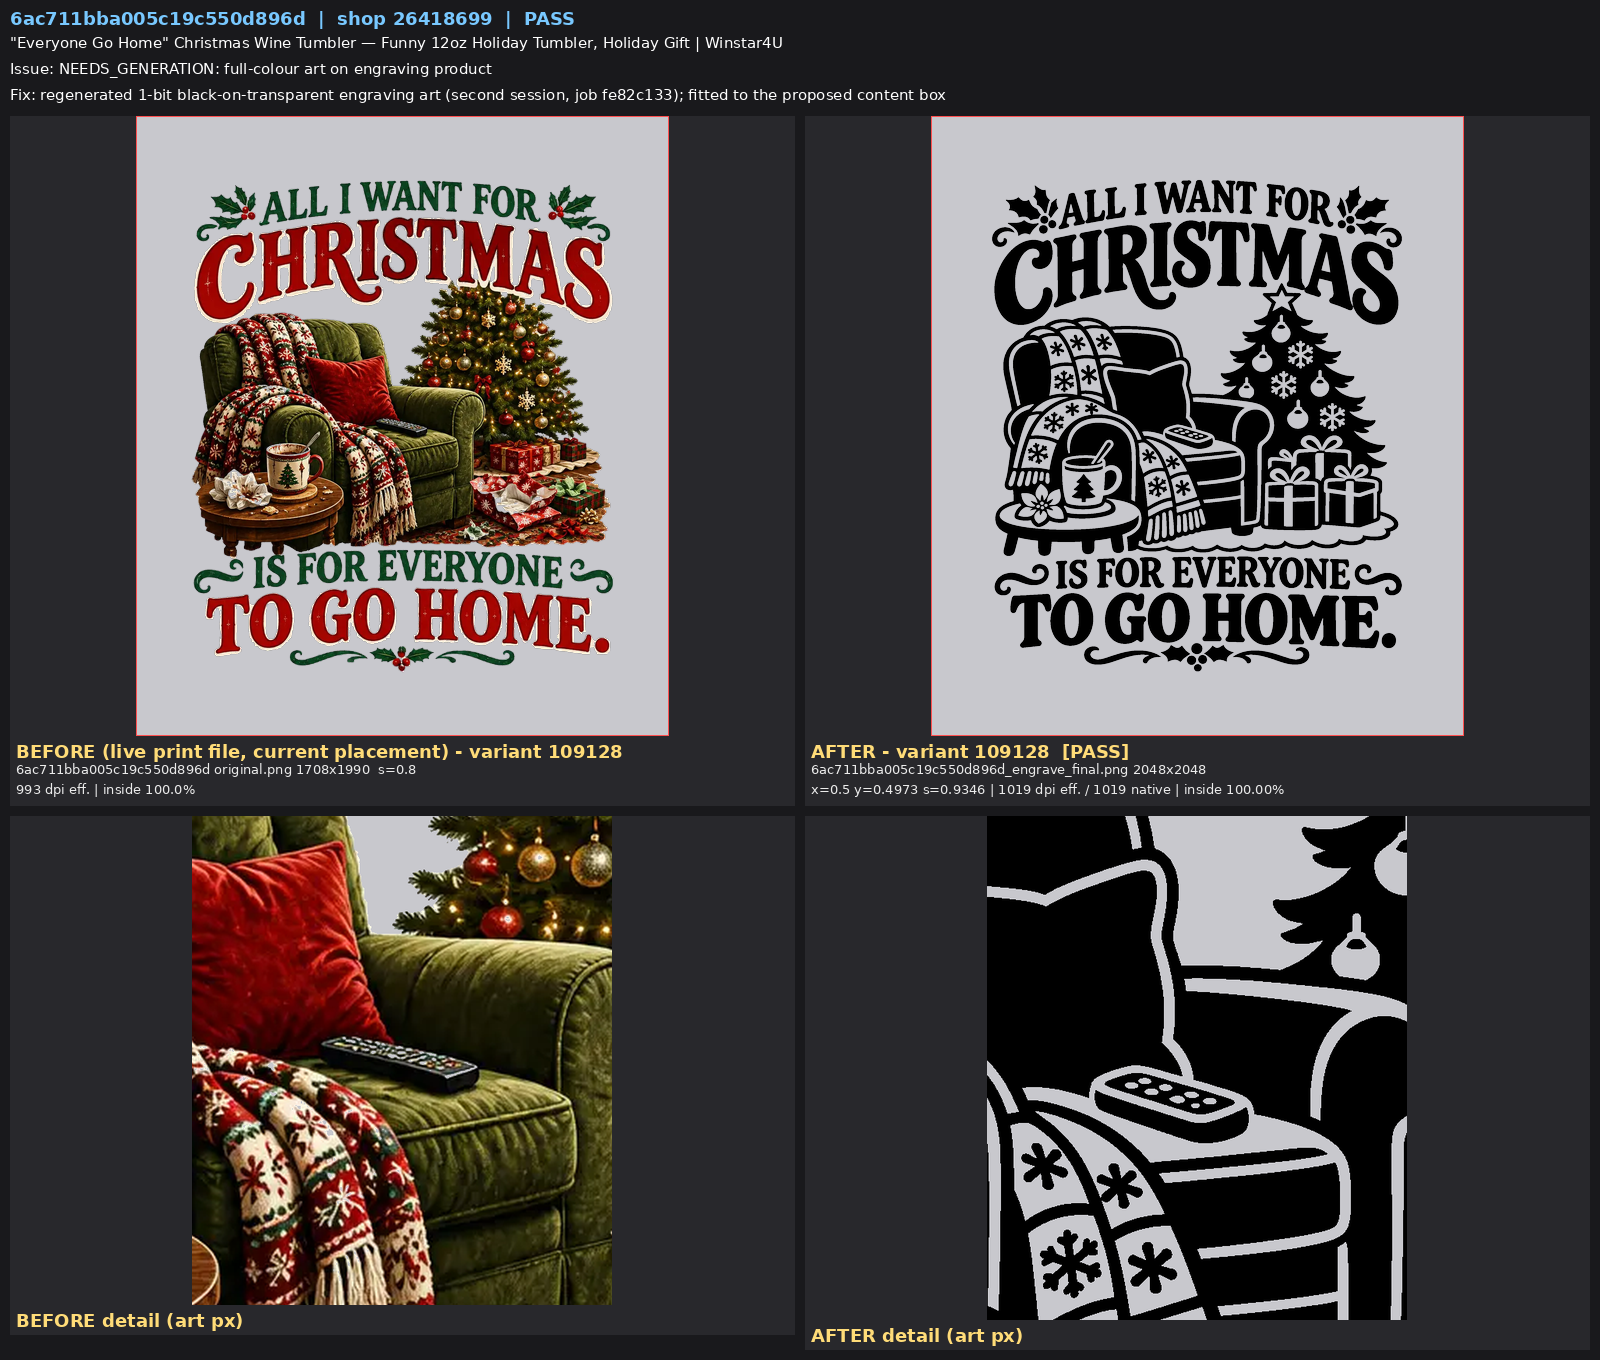 6ac711bba005c19c550d896d | shop 26418699 | PASS
"Everyone Go Home" Christmas Wine Tumbler — Funny 12oz Holiday Tumbler, Holiday Gift | Winstar4U
Issue: NEEDS_GENERATION: full-colour art on engraving product
Fix: regenerated 1-bit black-on-transparent engraving art (second session, job fe82c133); fitted to the proposed content box
ALL I WANT FOR
CHRISTMAS
IS FOR EVERYONE
TO GO HOME.
BEFORE (live print file, current placement) - variant 109128
6ac711bba005c19c550d896d original.png 1708x1990 s=0.8
993 dpi eff. | inside 100.0%
ALL I WANT FOR
CHRISTMAS
IS FOR EVERYONE
TO GO HOME.
AFTER - variant 109128 [PASS]
6ac711bba005c19c550d896d_engrave_final.png 2048x2048
x=0.5 y=0.4973 s=0.9346 | 1019 dpi eff. / 1019 native | inside 100.00%
BEFORE detail (art px)
AFTER detail (art px)